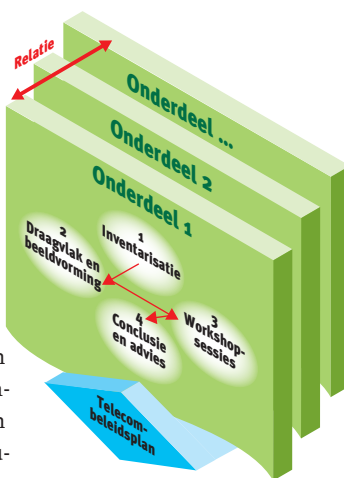 Relatie
Onderdeel ...
Onderdeel 2
Onderdeel 1
1
Inventarisatie
2
Draagvlak en
beeldvorming
3
Workshop-
sessies
4
Conclusie
en advies
Telecom-
beleidsplan